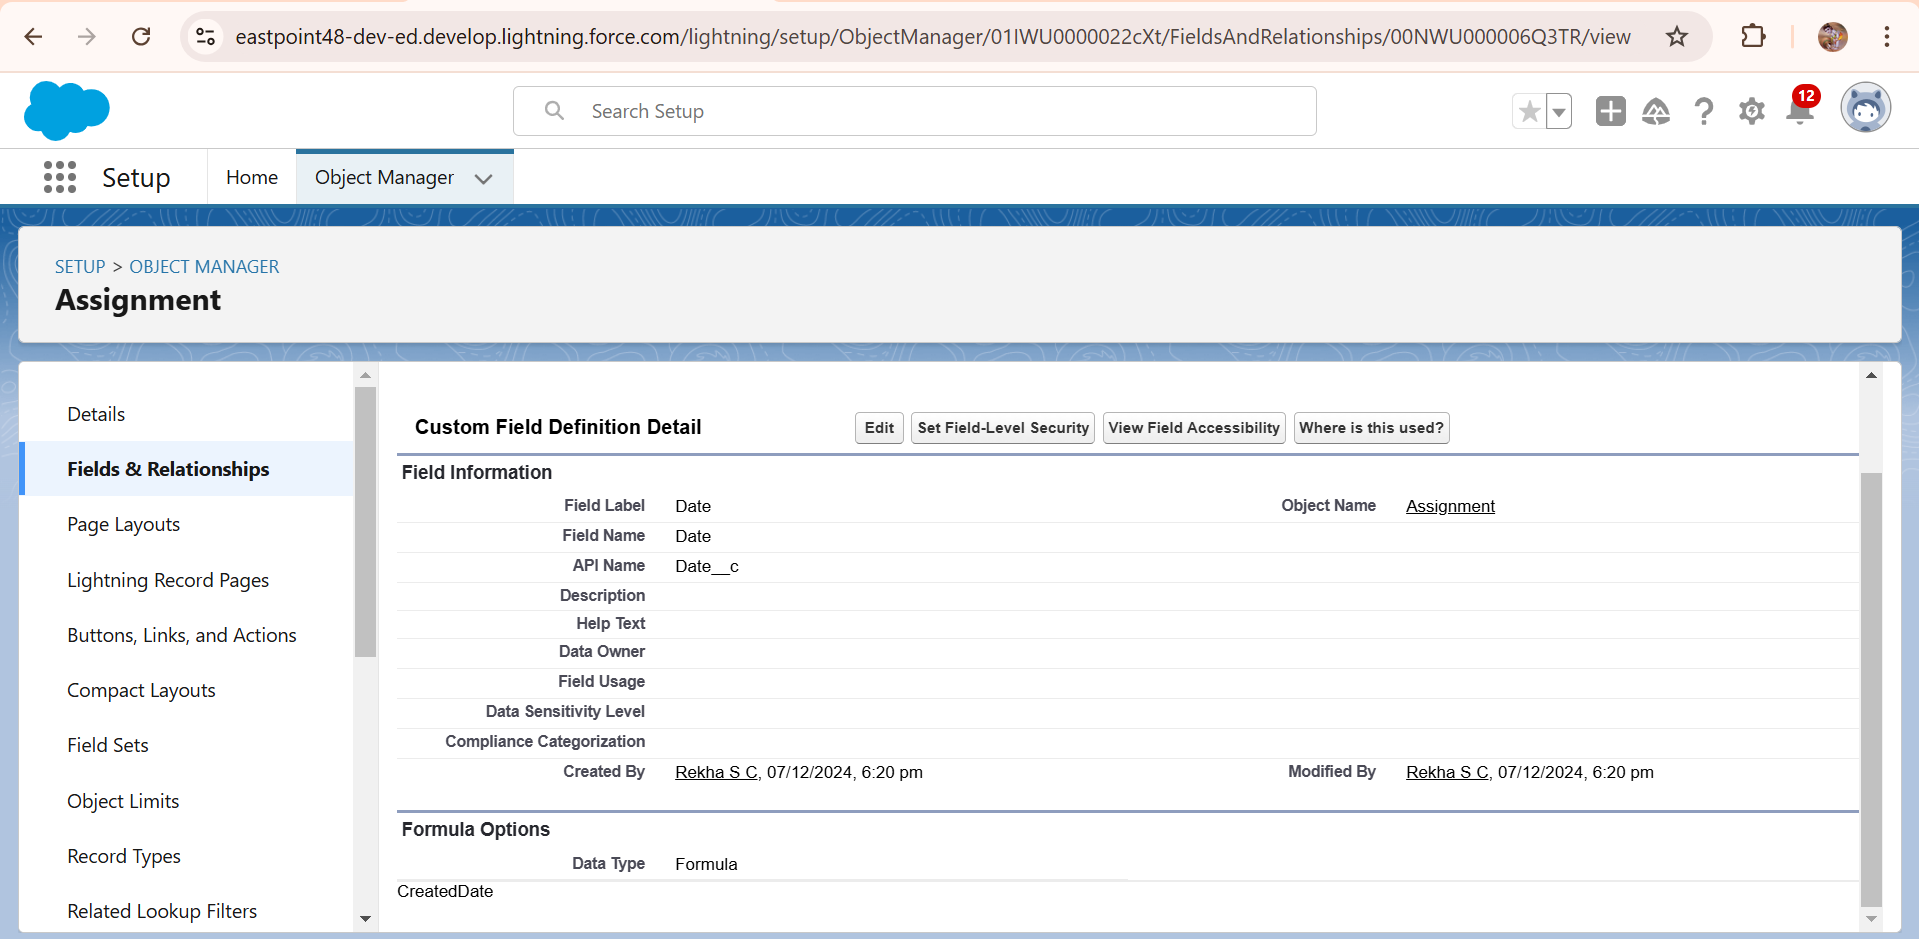 eastpoint48-dev-ed.develop.lightning.force.com/lightning/setup/ObjectManager/01IWU0000022cXt/FieldsAndRelationships/00NWU000006Q3TR/view
Search Setup
12
Setup
Home
Object Manager
SETUP > OBJECT MANAGER
Assignment
Details
Fields & Relationships
Page Layouts
Lightning Record Pages
Buttons, Links, and Actions
Compact Layouts
Field Sets
Object Limits
Record Types
Related Lookup Filters
Custom Field Definition Detail
Edit
Set Field-Level Security
View Field Accessibility
Where is this used?
Field Information
Field Label Date Object Name Assignment
Field Name Date
API Name Date__c
Description
Help Text
Data Owner
Field Usage
Data Sensitivity Level
Compliance Categorization
Created By Rekha S C, 07/12/2024, 6:20 pm Modified By Rekha S C, 07/12/2024, 6:20 pm
Formula Options
Data Type Formula
CreatedDate